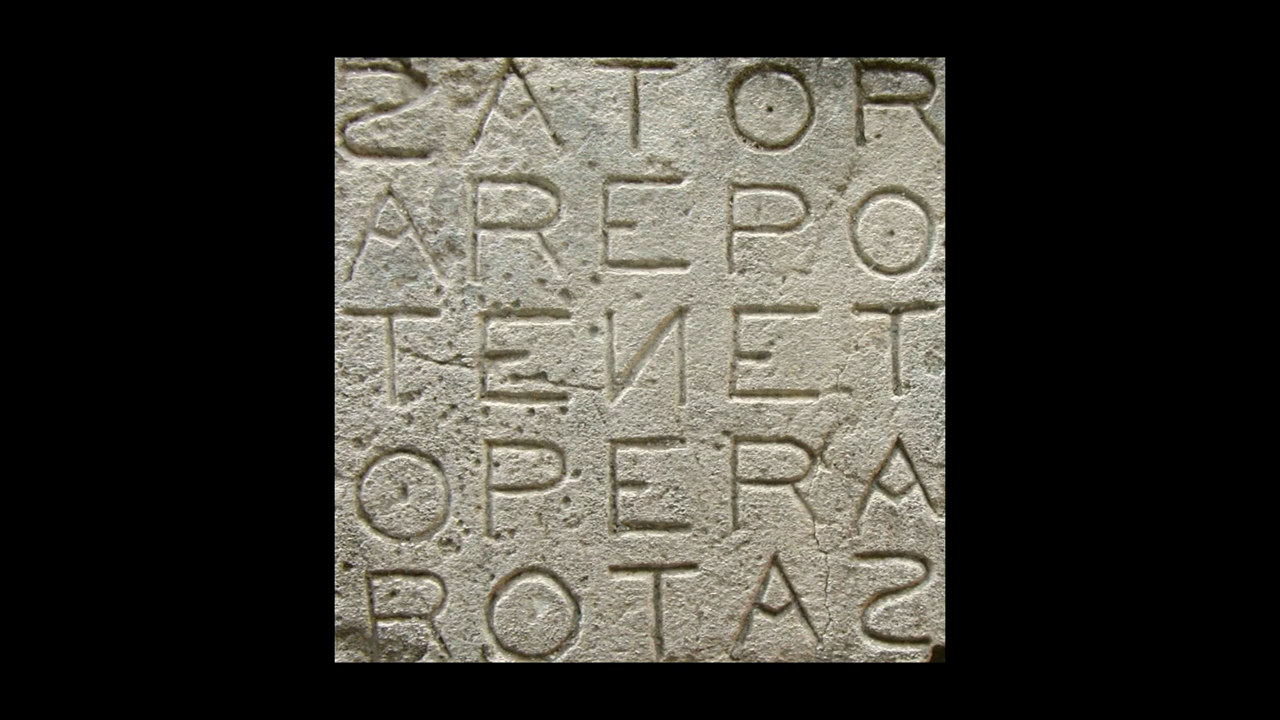 SATOR
AREPO
TENET
OPERA
ROTAS